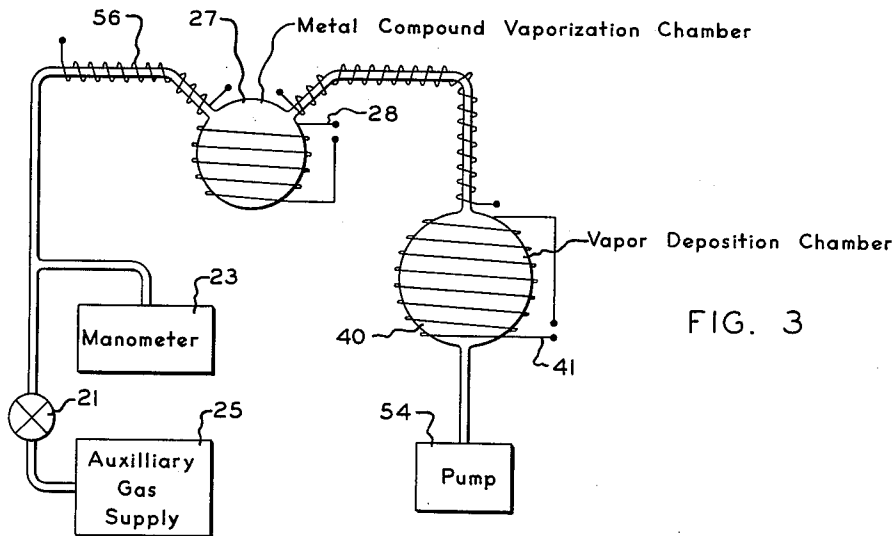 56
27
Metal Compound Vaporization Chamber
28
Vapor Deposition Chamber
23
Manometer
40
41
FIG. 3
21
25
Auxilliary
Gas
Supply
54
Pump